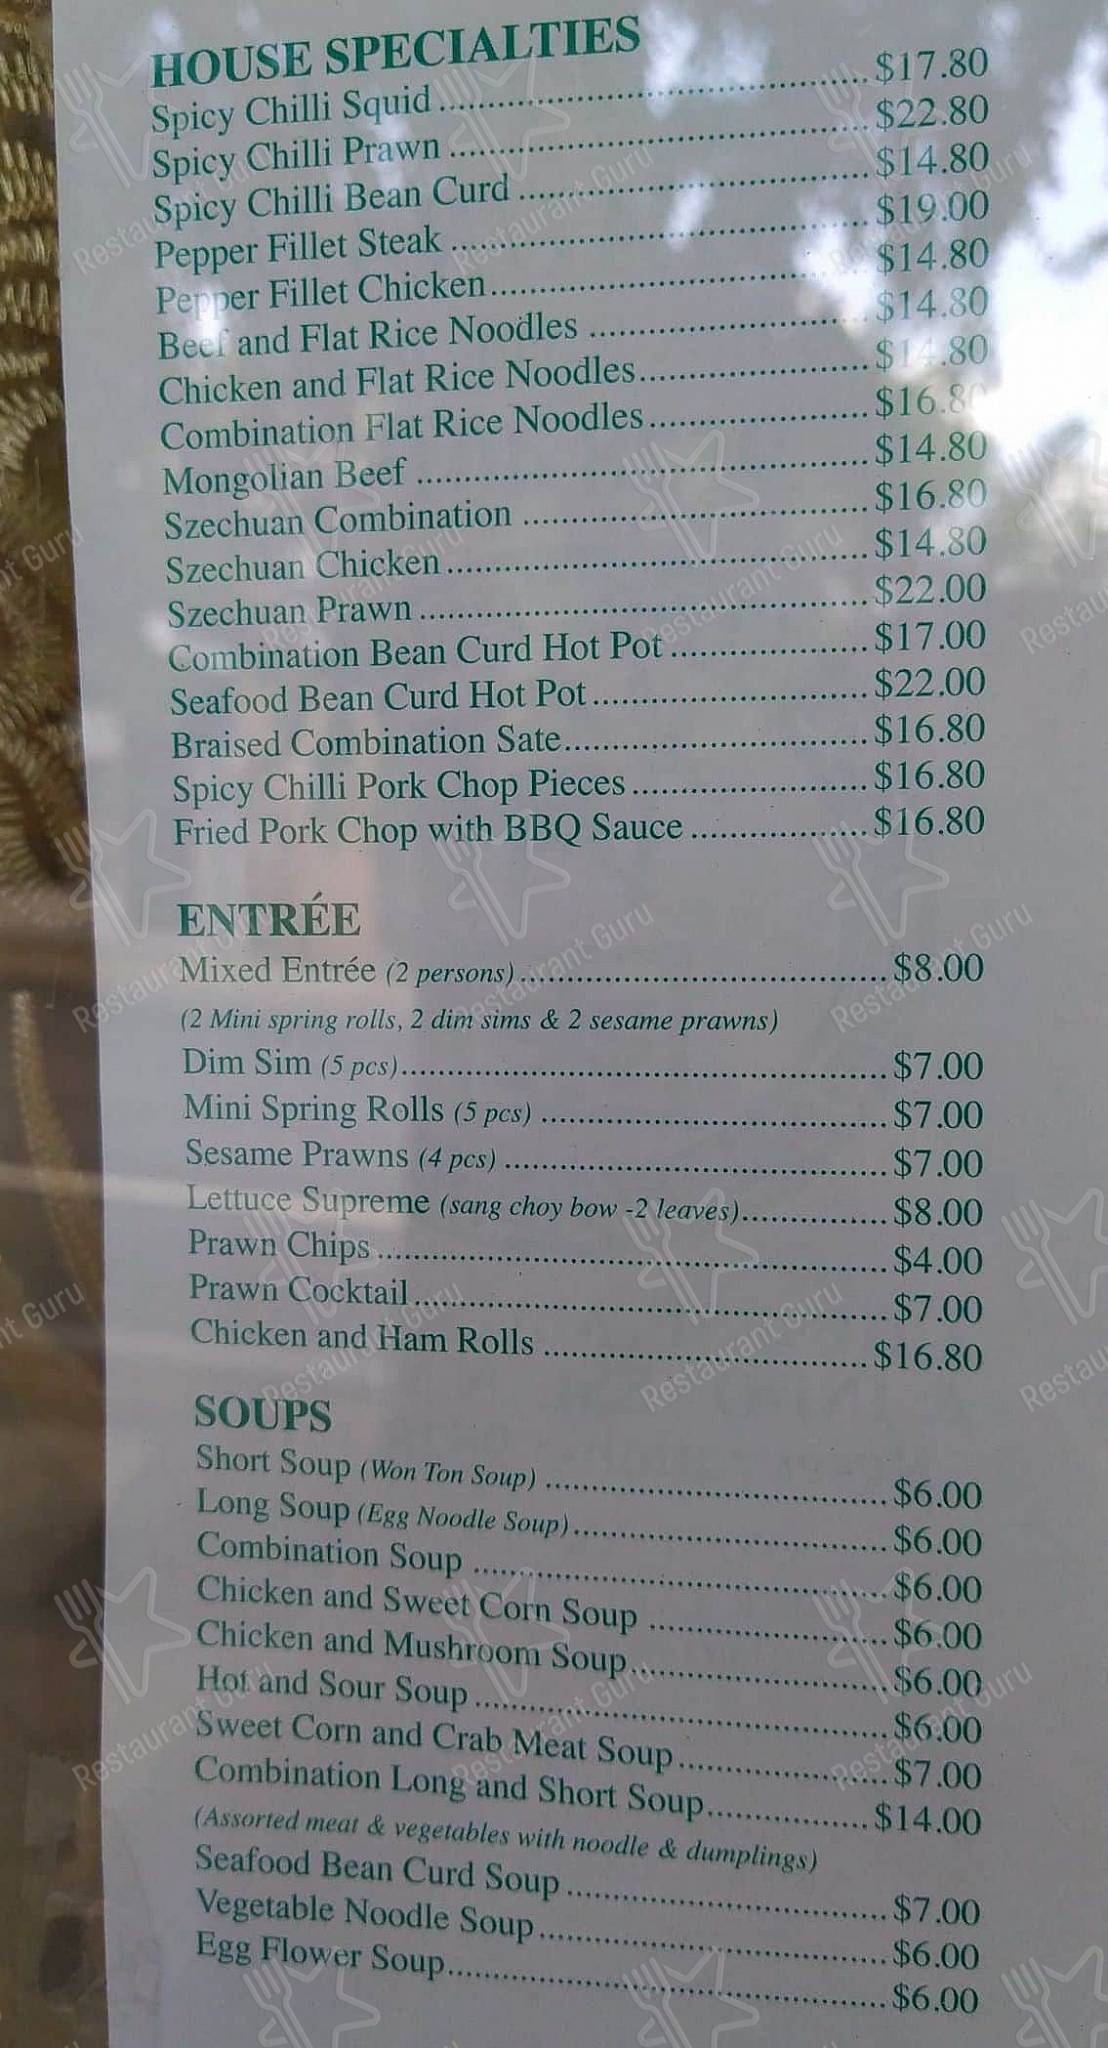 HOUSE SPECIALTIES
Spicy Chilli Squid ........ $17.80
Spicy Chilli Prawn ........ $22.80
Spicy Chilli Bean Curd ........ $14.80
Pepper Fillet Steak ........ $19.00
Pepper Fillet Chicken ........ $14.80
Beef and Flat Rice Noodles ........ $14.80
Chicken and Flat Rice Noodles ........ $14.80
Combination Flat Rice Noodles ........ $16.80
Mongolian Beef ........ $14.80
Szechuan Combination ........ $16.80
Szechuan Chicken ........ $14.80
Szechuan Prawn ........ $22.00
Combination Bean Curd Hot Pot ........ $17.00
Seafood Bean Curd Hot Pot ........ $22.00
Braised Combination Sate ........ $16.80
Spicy Chilli Pork Chop Pieces ........ $16.80
Fried Pork Chop with BBQ Sauce ........ $16.80
ENTRÉE
Mixed Entrée (2 persons) ........ $8.00
(2 Mini spring rolls, 2 dim sims & 2 sesame prawns)
Dim Sim (5 pcs) ........ $7.00
Mini Spring Rolls (5 pcs) ........ $7.00
Sesame Prawns (4 pcs) ........ $7.00
Lettuce Supreme (sang choy bow -2 leaves) ........ $8.00
Prawn Chips ........ $4.00
Prawn Cocktail ........ $7.00
Chicken and Ham Rolls ........ $16.80
SOUPS
Short Soup (Won Ton Soup) ........ $6.00
Long Soup (Egg Noodle Soup) ........ $6.00
Combination Soup ........ $6.00
Chicken and Sweet Corn Soup ........ $6.00
Chicken and Mushroom Soup ........ $6.00
Hot and Sour Soup ........ $6.00
Sweet Corn and Crab Meat Soup ........ $7.00
Combination Long and Short Soup ........ $14.00
(Assorted meat & vegetables with noodle & dumplings)
Seafood Bean Curd Soup ........ $7.00
Vegetable Noodle Soup ........ $6.00
Egg Flower Soup ........ $6.00
Restaurant Guru